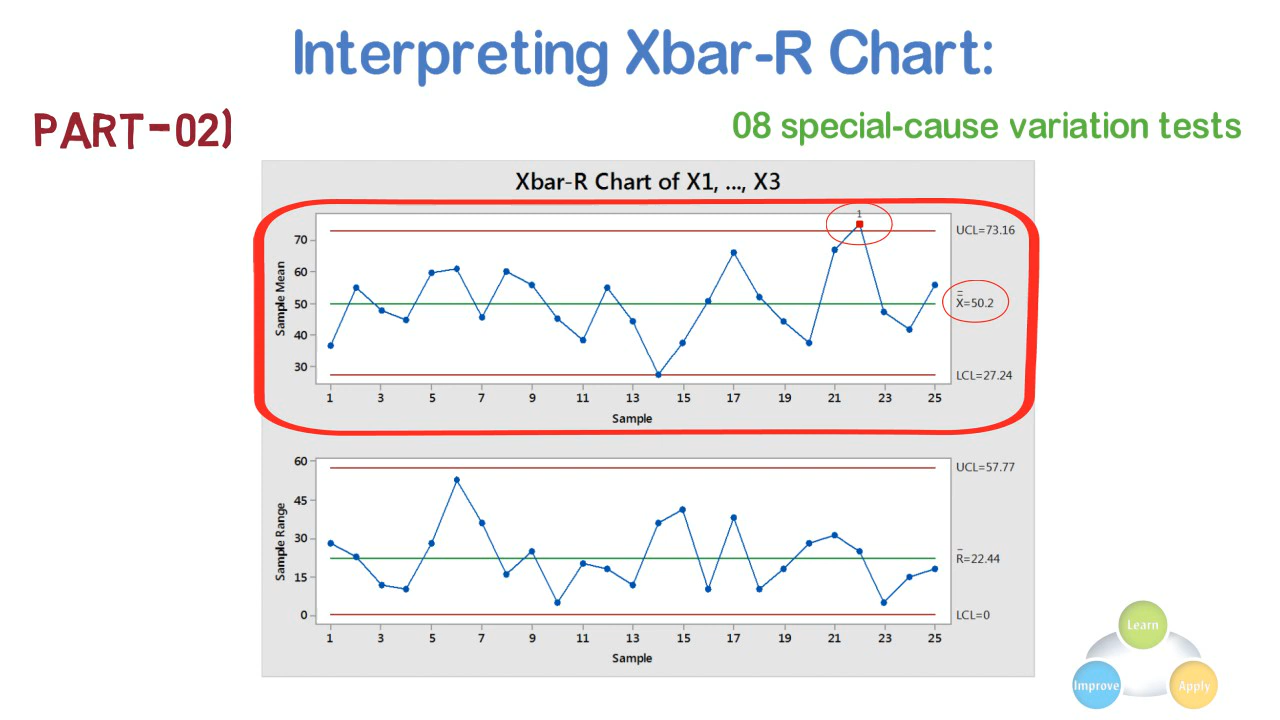 Interpreting Xbar-R Chart:
PART-02)
08 special-cause variation tests
Xbar-R Chart of X1, ..., X3
Sample Mean
70
60
50
40
30
1
UCL=73.16
X̿=50.2
LCL=27.24
1 3 5 7 9 11 13 15 17 19 21 23 25
Sample
Sample Range
60
45
30
15
0
UCL=57.77
R̅=22.44
LCL=0
1 3 5 7 9 11 13 15 17 19 21 23 25
Sample
Learn
Improve
Apply